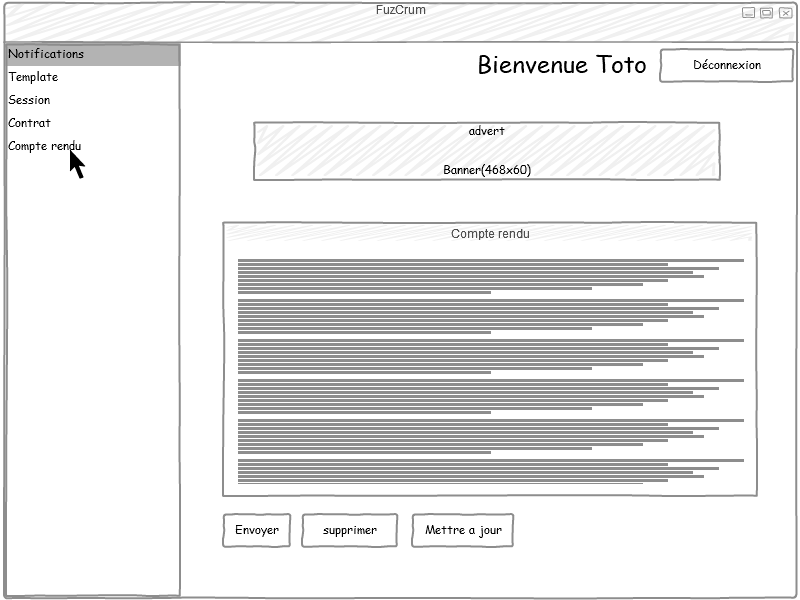 FuzCrum
Notifications
Template
Session
Contrat
Compte rendu
Bienvenue Toto
Déconnexion
advert
Banner(468x60)
Compte rendu
Envoyer
supprimer
Mettre a jour